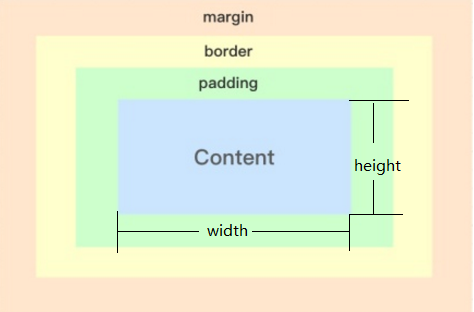 margin
border
padding
Content
height
width